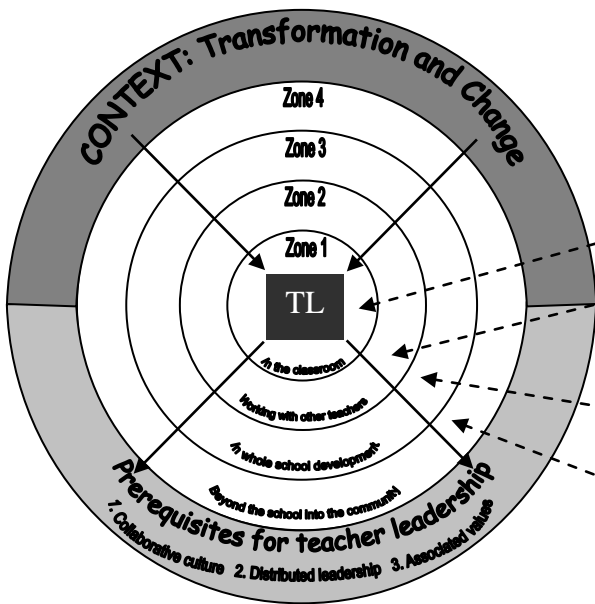 CONTEXT: Transformation and Change
Zone 4
Zone 3
Zone 2
Zone 1
TL
In the classroom
Working with other teachers
In whole school development
Beyond the school into the community
Prerequisites for teacher leadership
1. Collaborative culture 2. Distributed leadership 3. Associated values